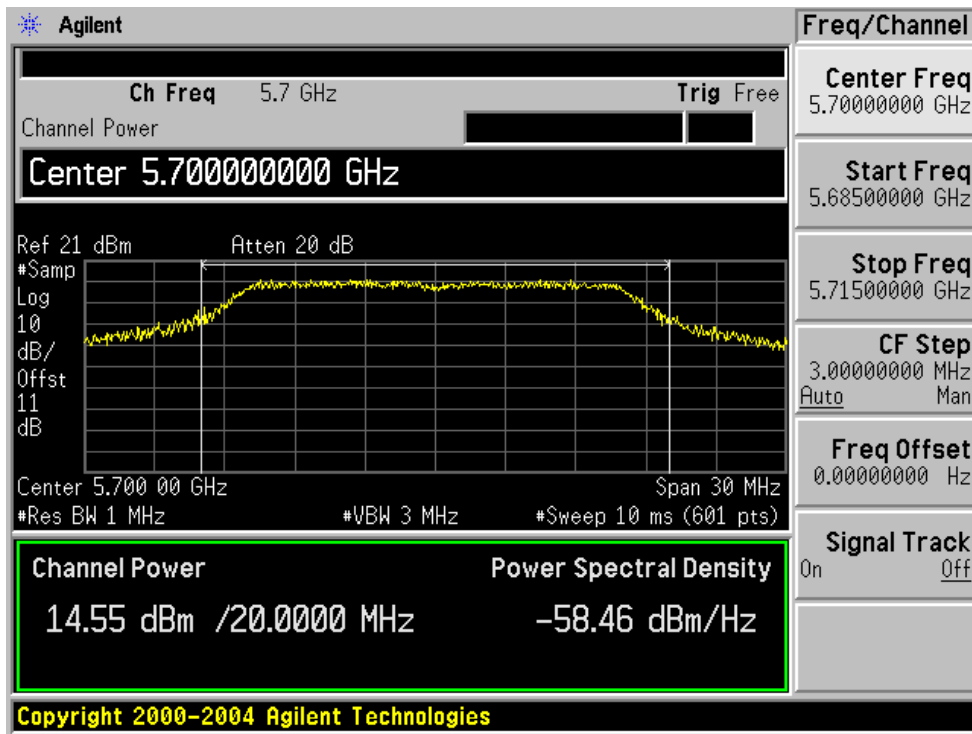 Agilent
Ch Freq 5.7 GHz Trig Free
Channel Power
Center 5.700000000 GHz
Ref 21 dBm Atten 20 dB
#Samp
Log
10
dB/
Offst
11
dB
Center 5.700 00 GHz Span 30 MHz
#Res BW 1 MHz #VBW 3 MHz #Sweep 10 ms (601 pts)
Channel Power Power Spectral Density
14.55 dBm /20.0000 MHz -58.46 dBm/Hz
Copyright 2000-2004 Agilent Technologies
Freq/Channel
Center Freq
5.70000000 GHz
Start Freq
5.68500000 GHz
Stop Freq
5.71500000 GHz
CF Step
3.00000000 MHz
Auto Man
Freq Offset
0.00000000 Hz
Signal Track
On Off